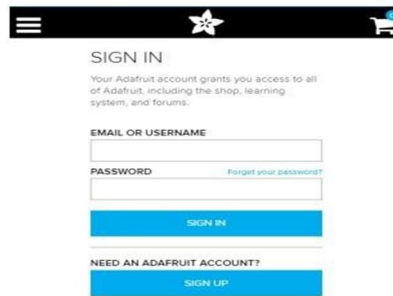 SIGN IN
Your Adafruit account grants you access to all
of Adafruit, including the shop, learning
system, and forums.
EMAIL OR USERNAME
PASSWORD Forget your password?
SIGN IN
NEED AN ADAFRUIT ACCOUNT?
SIGN UP